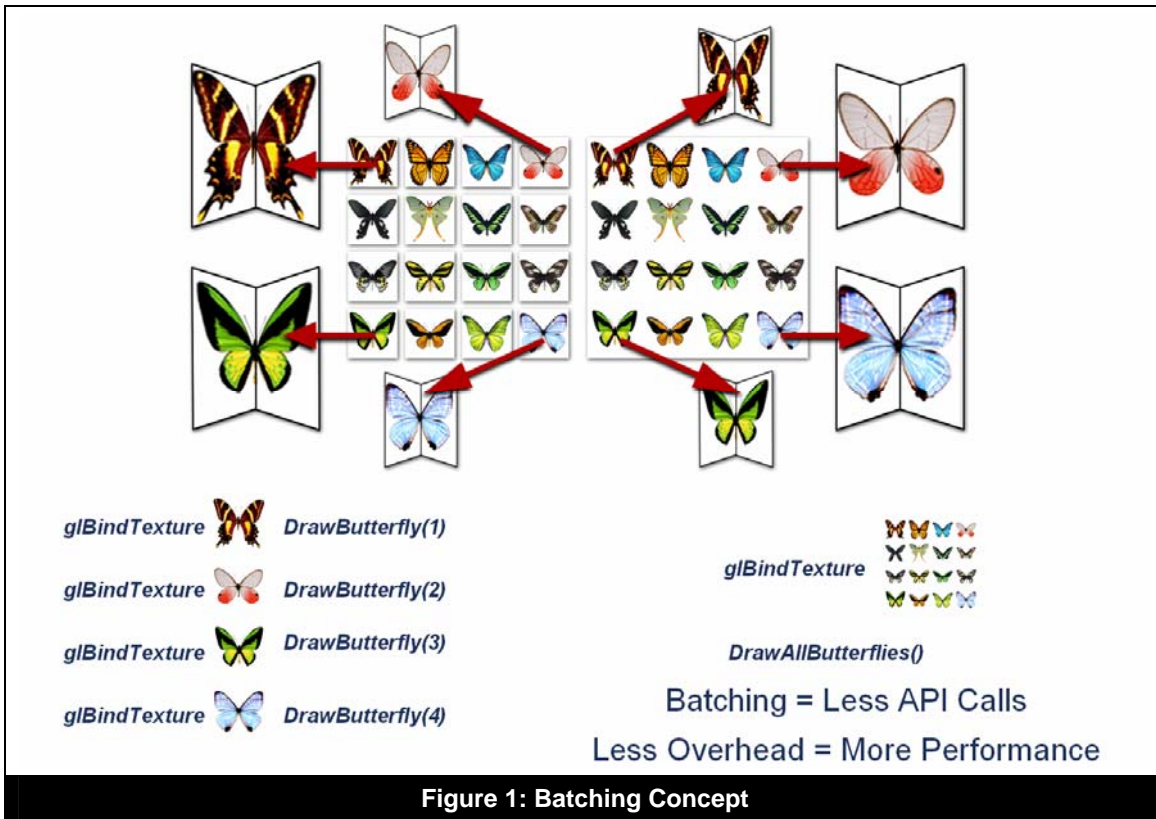 glBindTexture DrawButterfly(1)
glBindTexture DrawButterfly(2)
glBindTexture DrawButterfly(3)
glBindTexture DrawButterfly(4)
glBindTexture
DrawAllButterflies()
Batching = Less API Calls
Less Overhead = More Performance
Figure 1: Batching Concept